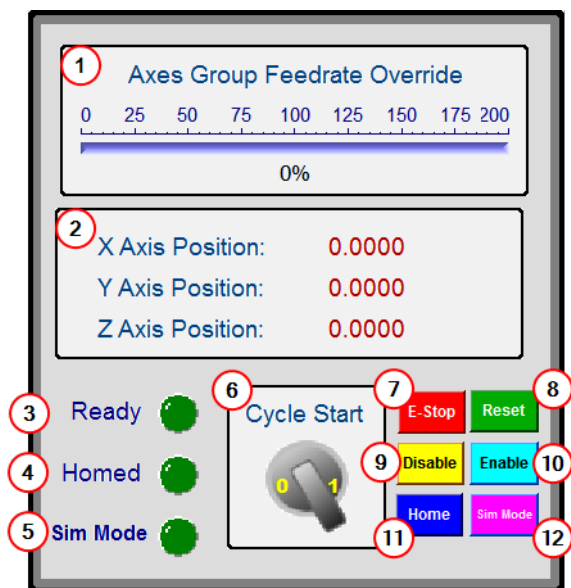 1
Axes Group Feedrate Override
0 25 50 75 100 125 150 175 200
0%
2
X Axis Position: 0.0000
Y Axis Position: 0.0000
Z Axis Position: 0.0000
3 Ready
4 Homed
5 Sim Mode
6
Cycle Start
0 1
7 8
E-Stop Reset
9 Disable Enable 10
Home Sim Mode
11 12